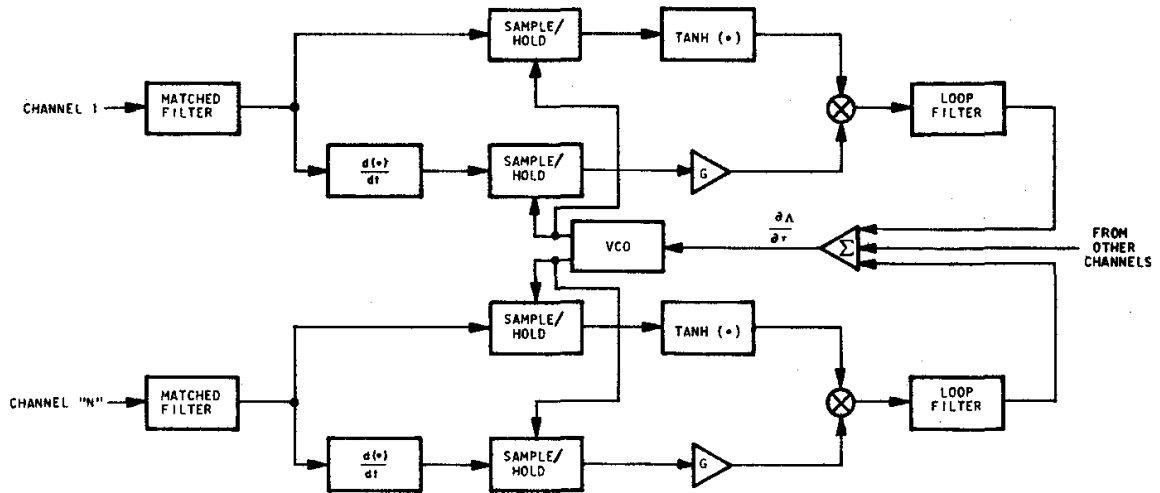 SAMPLE/
HOLD
TANH (•)
CHANNEL 1
MATCHED
FILTER
LOOP
FILTER
d(•)
dt
SAMPLE/
HOLD
G
∂Λ
∂τ
VCO
Σ
FROM
OTHER
CHANNELS
SAMPLE/
HOLD
TANH (•)
CHANNEL "N"
MATCHED
FILTER
LOOP
FILTER
d(•)
dt
SAMPLE/
HOLD
G